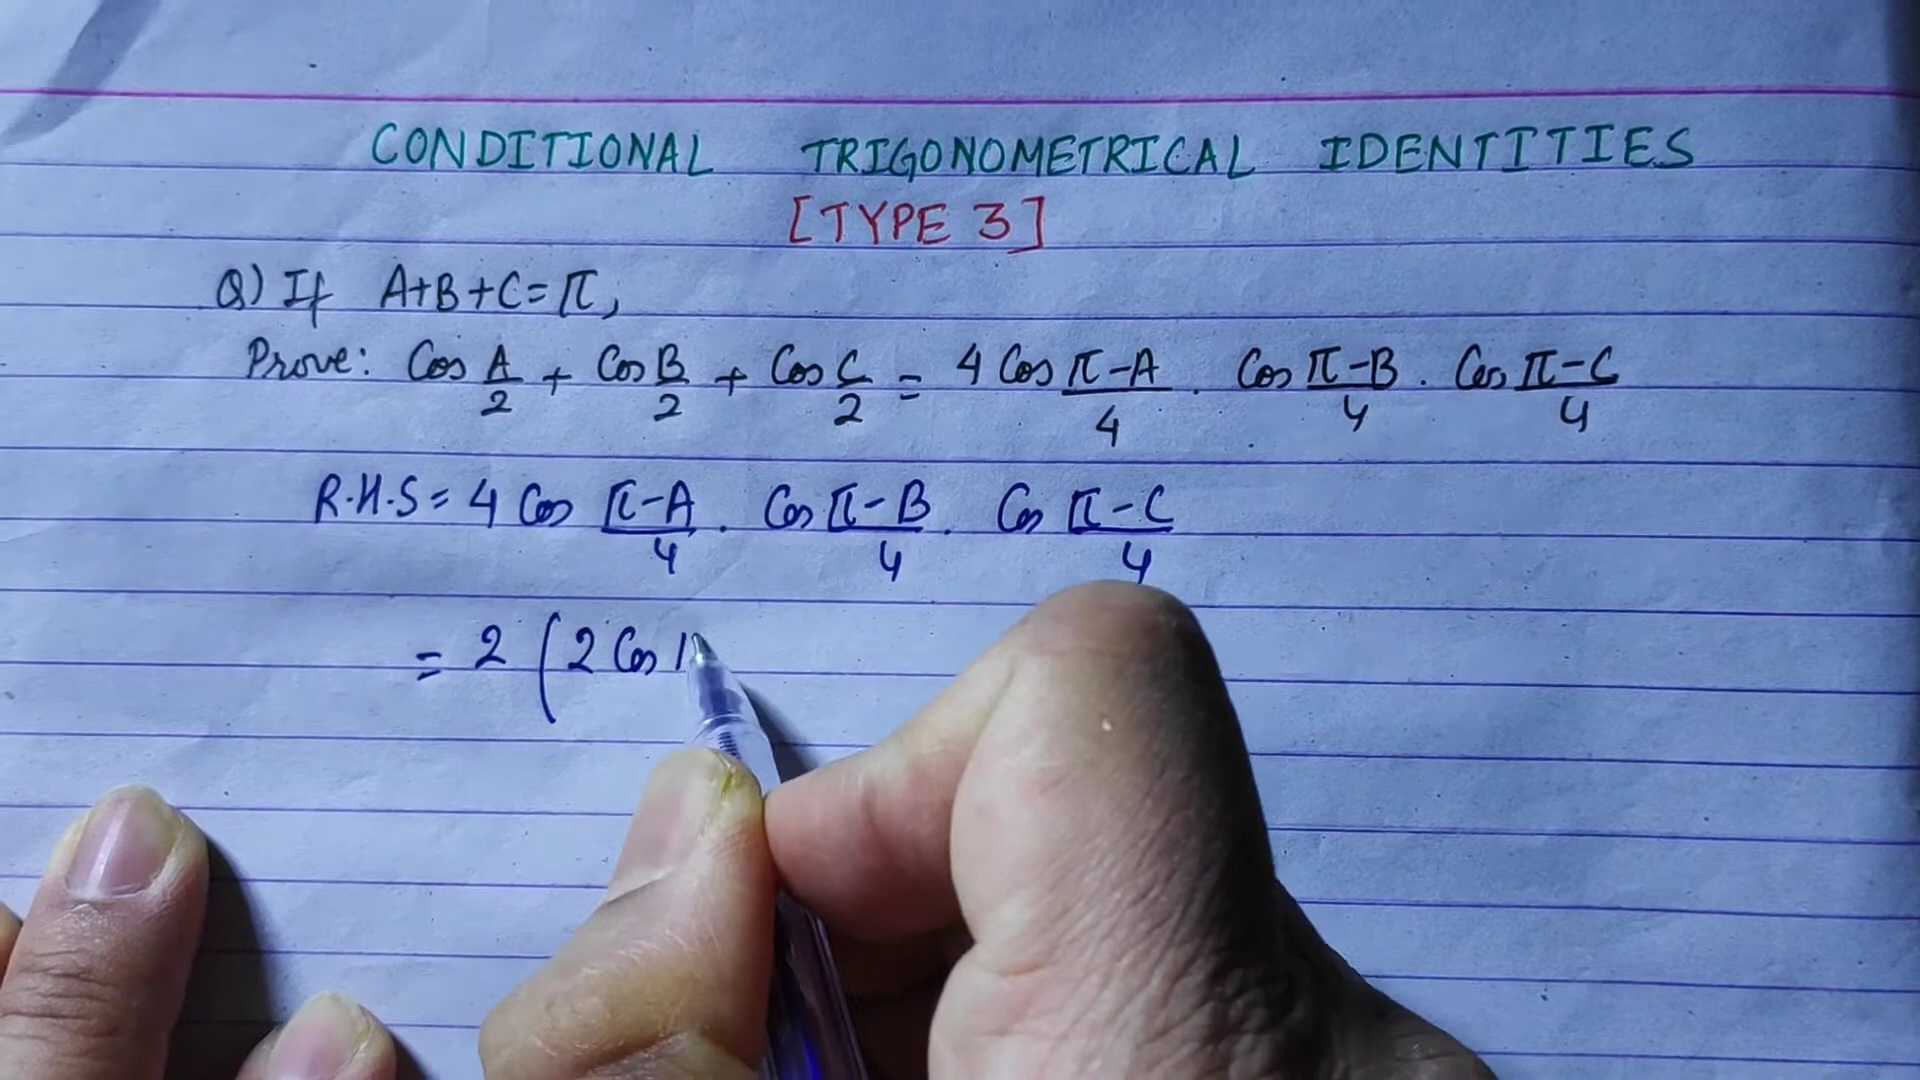 CONDITIONAL TRIGONOMETRICAL IDENTITIES
[TYPE 3]
Q) If A+B+C=π,
Prove: Cos A/2 + Cos B/2 + Cos C/2 = 4 Cos π-A/4 . Cos π-B/4 . Cos π-C/4
R.H.S = 4 Cos π-A/4 . Cos π-B/4 . Cos π-C/4
= 2 ( 2 Cos